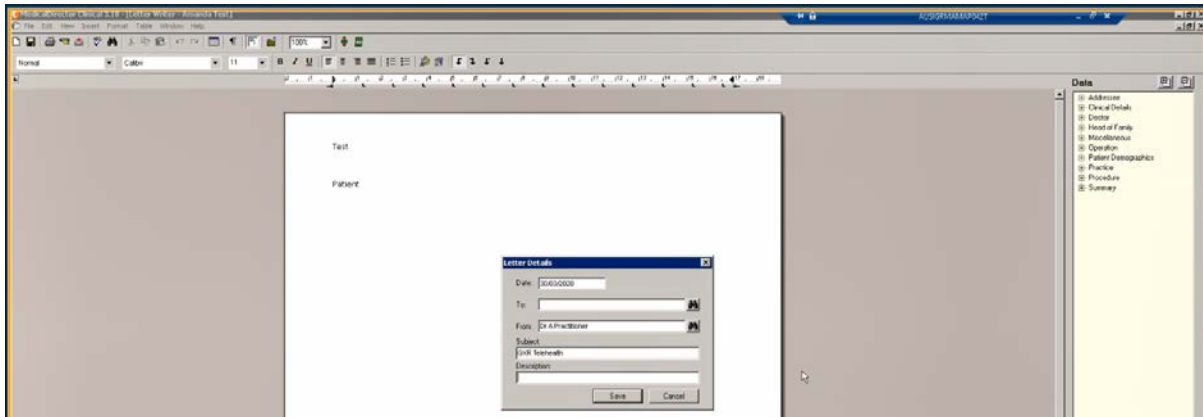 MedicalDirector Clinical 3.18 - [Letter Writer - Amanda Test]
AUSIGRMAMAP042T
File Edit View Insert Format Table Window Help
100%
Normal Calibri 11 B I U
Data
Addressee
Clinical Details
Doctor
Head of Family
Miscellaneous
Operation
Patient Demographics
Practice
Procedure
Summary
Test
Patient
Letter Details
Date: 30/03/2020
To:
From: Dr A Practitioner
Subject:
GXR Telehealth
Description:
Save Cancel